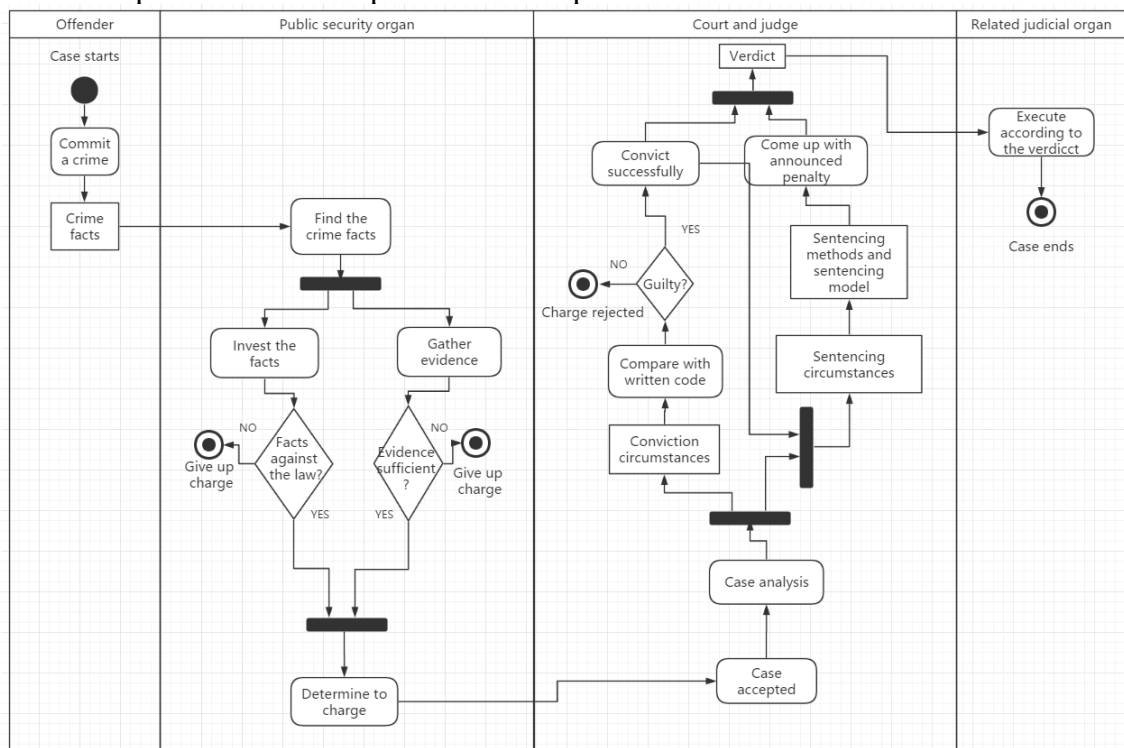 Offender
Public security organ
Court and judge
Related judicial organ
Case starts
Commit
a crime
Crime
facts
Find the
crime facts
Invest the
facts
Gather
evidence
Facts
against
the law?
NO
Give up
charge
YES
Evidence
sufficient
?
NO
Give up
charge
YES
Determine to
charge
Case
accepted
Case analysis
Conviction
circumstances
Compare with
written code
Guilty?
NO
Charge rejected
YES
Convict
successfully
Sentencing
circumstances
Sentencing
methods and
sentencing
model
Come up with
announced
penalty
Verdict
Execute
according to
the verdicct
Case ends